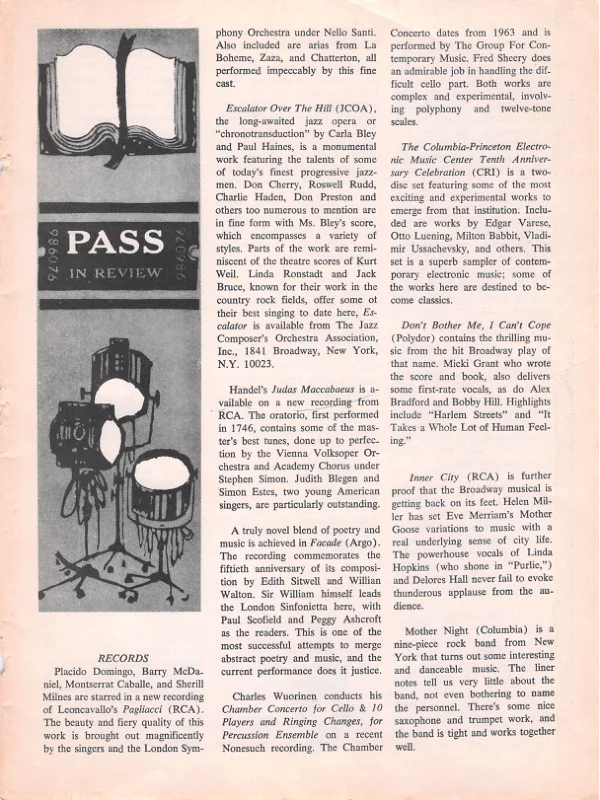 986076
PASS
IN REVIEW
986076
RECORDS
Placido Domingo, Barry McDa-
niel, Montserrat Caballe, and Sherill
Milnes are starred in a new recording
of Leoncavallo's Pagliacci (RCA).
The beauty and fiery quality of this
work is brought out magnificently
by the singers and the London Sym-
phony Orchestra under Nello Santi.
Also included are arias from La
Boheme, Zaza, and Chatterton, all
performed impeccably by this fine
cast.
Escalator Over The Hill (JCOA),
the long-awaited jazz opera or
"chronotransduction" by Carla Bley
and Paul Haines, is a monumental
work featuring the talents of some
of today's finest progressive jazz-
men. Don Cherry, Roswell Rudd,
Charlie Haden, Don Preston and
others too numerous to mention are
in fine form with Ms. Bley's score,
which encompasses a variety of
styles. Parts of the work are remi-
niscent of the theatre scores of Kurt
Weil. Linda Ronstadt and Jack
Bruce, known for their work in the
country rock fields, offer some ot
their best singing to date here, Es-
calator is available from The Jazz
Composer's Orchestra Association,
Inc., 1841 Broadway, New York,
N.Y. 10023.
Handel's Judas Maccabaeus is a-
vailable on a new recording from
RCA. The oratorio, first performed
in 1746, contains some of the mas-
ter's best tunes, done up to perfec-
tion by the Vienna Volksoper Or-
chestra and Academy Chorus under
Stephen Simon. Judith Blegen and
Simon Estes, two young American
singers, are particularly outstanding.
A truly novel blend of poetry and
music is achieved in Facade (Argo).
The recording commemorates the
fiftieth anniversary of its composi-
tion by Edith Sitwell and Willian
Walton. Sir William himself leads
the London Sinfonietta here, with
Paul Scofield and Peggy Ashcroft
as the readers. This is one of the
most successful attempts to merge
abstract poetry and music, and the
current performance does it justice.
Charles Wuorinen conducts his
Chamber Concerto for Cello & 10
Players and Ringing Changes, for
Percussion Ensemble on a recent
Nonesuch recording. The Chamber
Concerto dates from 1963 and is
performed by The Group For Con-
temporary Music. Fred Sheery does
an admirable job in handling the dif-
ficult cello part. Both works are
complex and experimental, involv-
ing polyphony and twelve-tone
scales.
The Columbia-Princeton Electro-
nic Music Center Tenth Anniver-
sary Celebration (CRI) is a two-
disc set featuring some of the most
exciting and experimental works to
emerge from that institution. Inclu-
ded are works by Edgar Varese,
Otto Luening, Milton Babbit, Vladi-
mir Ussachevsky, and others. This
set is a superb sampler of contem-
porary electronic music; some of
the works here are destined to be-
come classics.
Don't Bother Me, I Can't Cope
(Polydor) contains the thrilling mu-
sic from the hit Broadway play of
that name. Micki Grant who wrote
the score and book, also delivers
some first-rate vocals, as do Alex
Bradford and Bobby Hill. Highlights
include "Harlem Streets" and "It
Takes a Whole Lot of Human Feel-
ing."
Inner City (RCA) is further
proof that the Broadway musical is
getting back on its feet. Helen Mil-
ler has set Eve Merriam's Mother
Goose variations to music with a
real underlying sense of city life.
The powerhouse vocals of Linda
Hopkins (who shone in "Purlie,")
and Delores Hall never fail to evoke
thunderous applause from the au-
dience.
Mother Night (Columbia) is a
nine-piece rock band from New
York that turns out some interesting
and danceable music. The liner
notes tell us very little about the
band, not even bothering to name
the personnel. There's some nice
saxophone and trumpet work, and
the band is tight and works together
well.